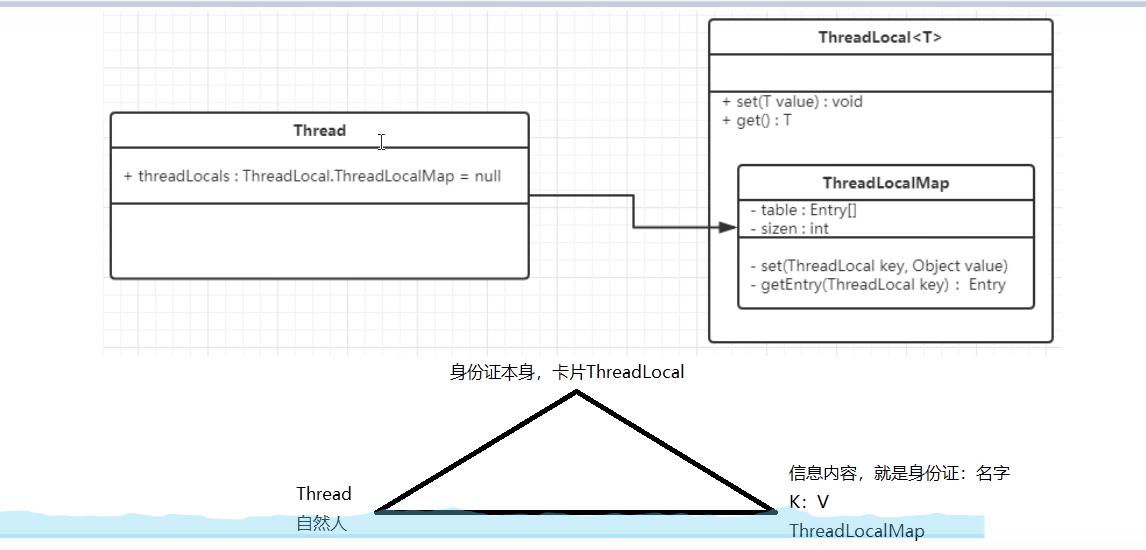 ThreadLocal<T>
+ set(T value) : void
+ get() : T
Thread
+ threadLocals : ThreadLocal.ThreadLocalMap = null
ThreadLocalMap
- table : Entry[]
- sizen : int
- set(ThreadLocal key, Object value)
- getEntry(ThreadLocal key) : Entry
身份证本身，卡片ThreadLocal
Thread
自然人
信息内容，就是身份证：名字
K：V
ThreadLocalMap